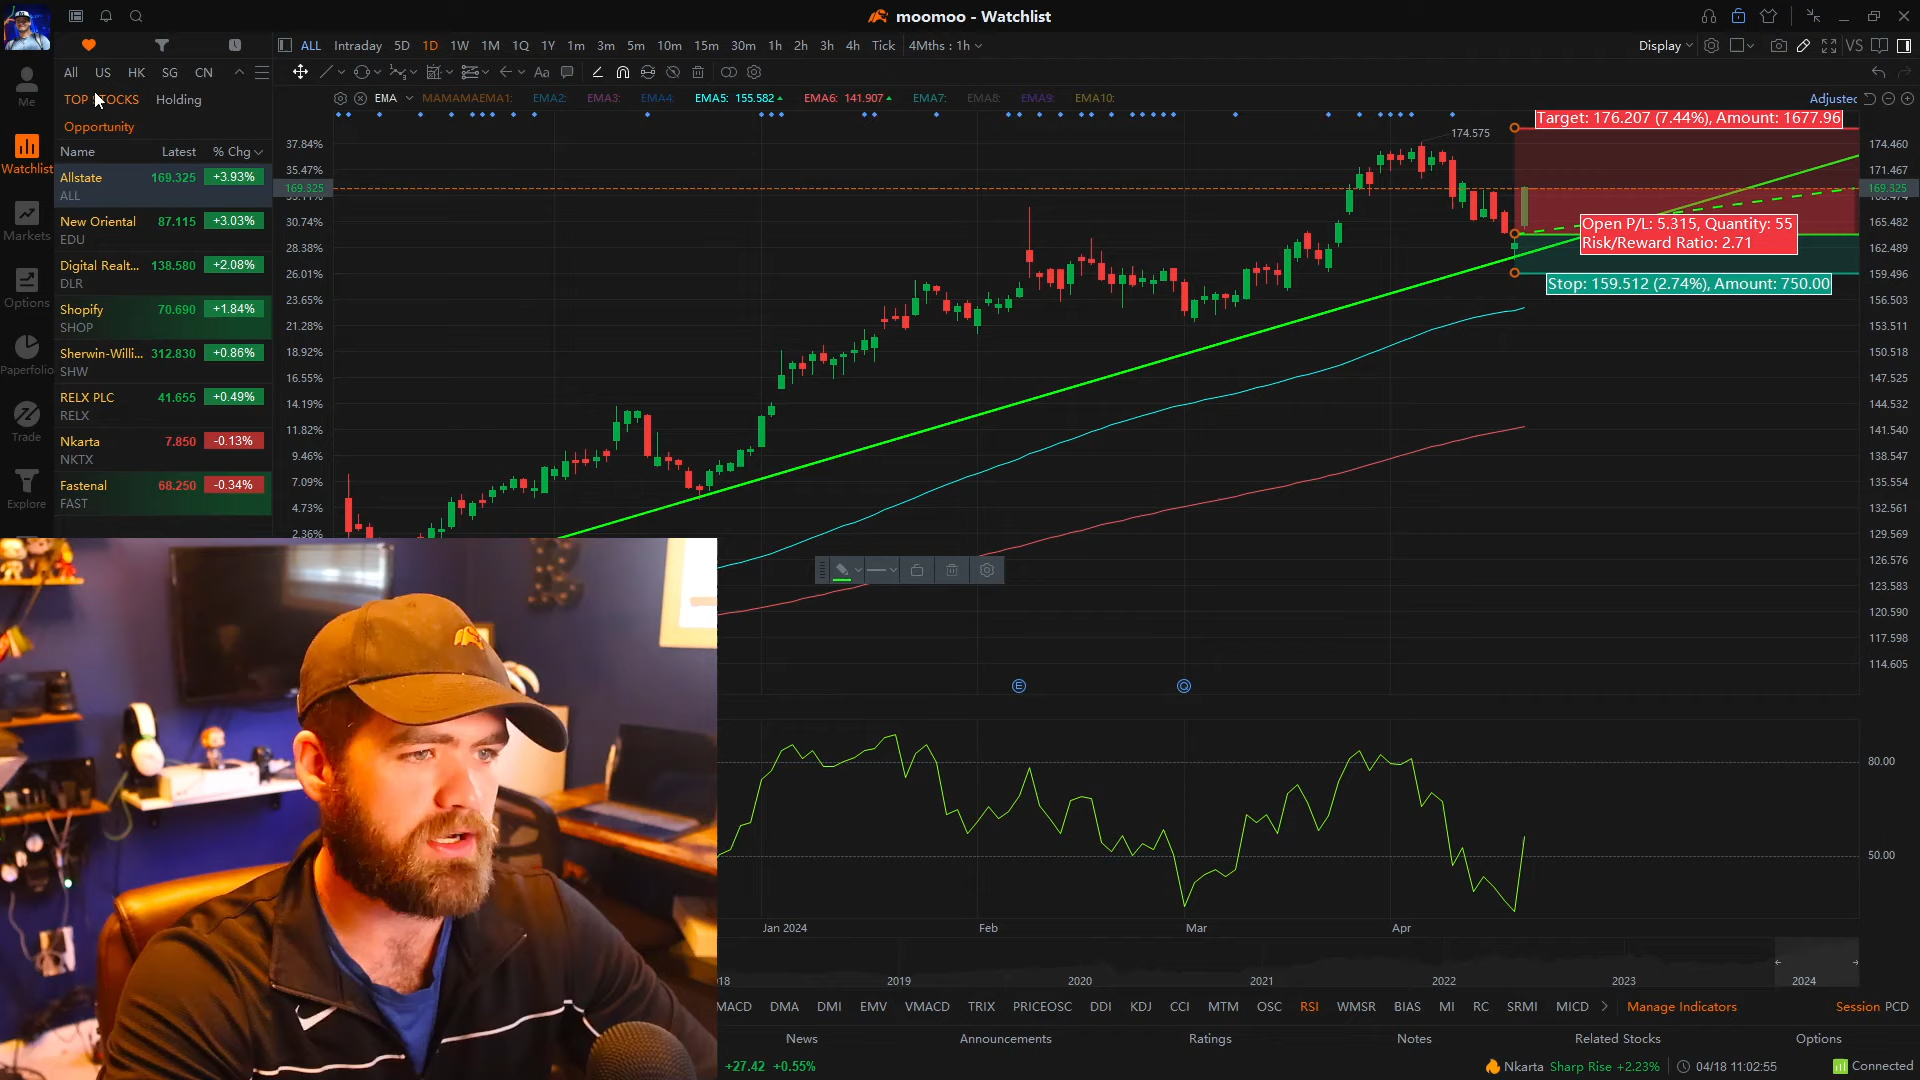 moomoo - Watchlist
ALL Intraday 5D 1D 1W 1M 1Q 1Y 1m 3m 5m 10m 15m 30m 1h 2h 3h 4h Tick 4Mths : 1h
Display
VS
Me
Watchlist
Markets
Options
Paperfolio
Trade
Explore
All US HK SG CN
TOP STOCKS Holding
Opportunity
Name Latest % Chg
Allstate 169.325 +3.93%
ALL
New Oriental 87.115 +3.03%
EDU
Digital Realt... 138.580 +2.08%
DLR
Shopify 70.690 +1.84%
SHOP
Sherwin-Willi... 312.830 +0.86%
SHW
RELX PLC 41.655 +0.49%
RELX
Nkarta 7.850 -0.13%
NKTX
Fastenal 68.250 -0.34%
FAST
Aa
EMA MAMAMAEMA1: EMA2: EMA3: EMA4: EMA5: 155.582 EMA6: 141.907 EMA7: EMA8: EMA9: EMA10:
Adjusted
37.84%
35.47%
169.325
30.74%
28.38%
26.01%
23.65%
21.28%
18.92%
16.55%
14.19%
11.82%
9.46%
7.09%
4.73%
2.36%
174.575
Target: 176.207 (7.44%), Amount: 1677.96
Open P/L: 5.315, Quantity: 55
Risk/Reward Ratio: 2.71
Stop: 159.512 (2.74%), Amount: 750.00
174.460
171.467
169.325
165.482
162.489
159.496
156.503
153.511
150.518
147.525
144.532
141.540
138.547
135.554
132.561
129.569
126.576
123.583
120.590
117.598
114.605
E
Q
80.00
50.00
Jan 2024 Feb Mar Apr
18 2019 2020 2021 2022 2023 2024
MACD DMA DMI EMV VMACD TRIX PRICEOSC DDI KDJ CCI MTM OSC RSI WMSR BIAS MI RC SRMI MICD Manage Indicators Session PCD
News Announcements Ratings Notes Related Stocks Options
+27.42 +0.55%
Nkarta Sharp Rise +2.23% 04/18 11:02:55 Connected